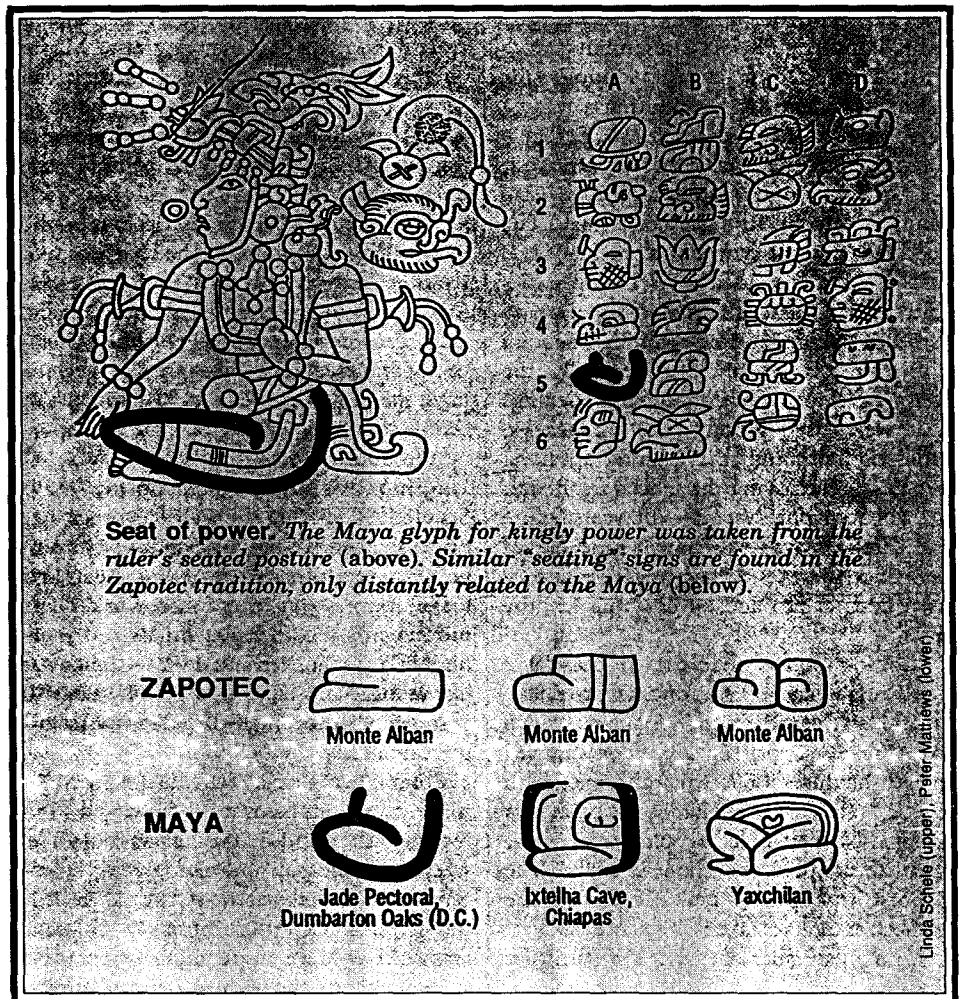 A B C D
1
2
3
4
5
6
Seat of power. The Maya glyph for kingly power was taken from the
ruler's seated posture (above). Similar "seating" signs are found in the
Zapotec tradition, only distantly related to the Maya (below).
ZAPOTEC
Monte Alban
Monte Alban
Monte Alban
MAYA
Jade Pectoral,
Dumbarton Oaks (D.C.)
Ixtelha Cave,
Chiapas
Yaxchilan
Linda Schele (upper), Peter Mathews (lower)